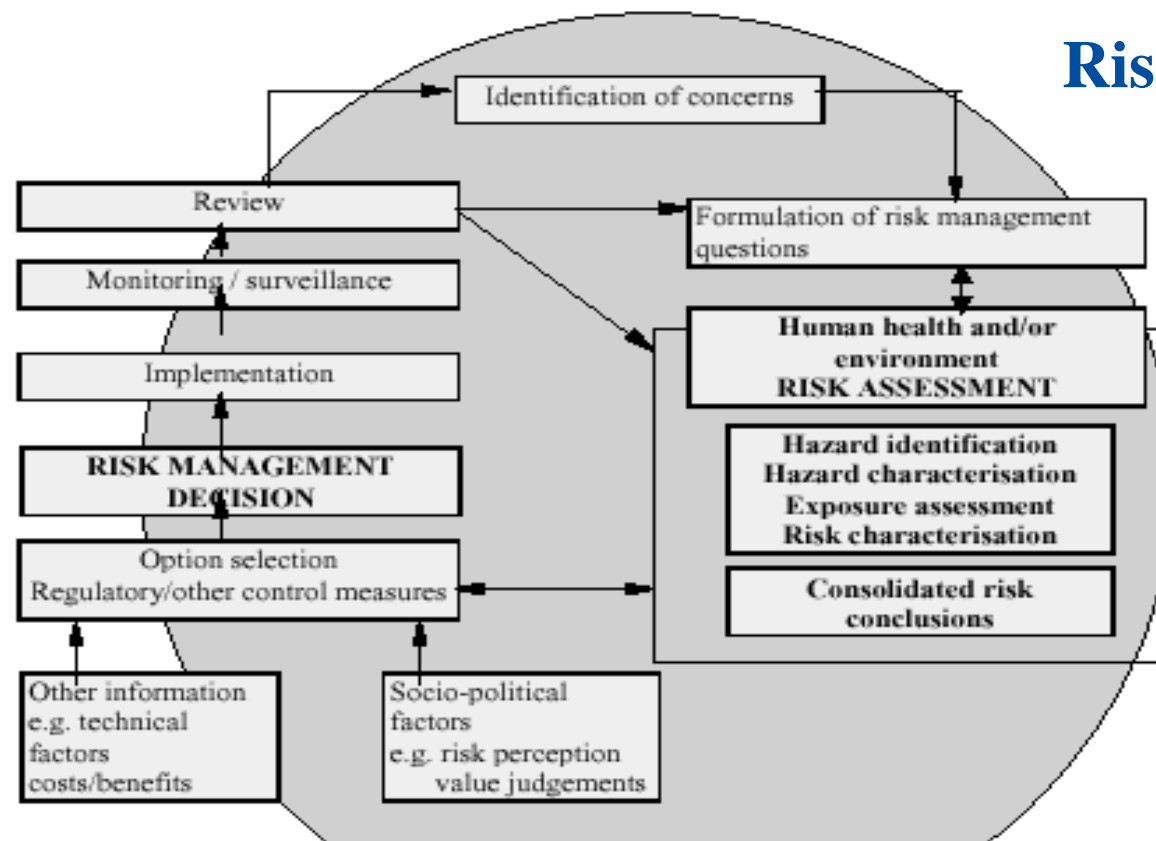 Ris
Identification of concerns
Review
Formulation of risk management
questions
Monitoring / surveillance
Human health and/or
environment
RISK ASSESSMENT
Implementation
Hazard identification
Hazard characterisation
Exposure assessment
Risk characterisation
RISK MANAGEMENT
DECISION
Option selection
Regulatory/other control measures
Consolidated risk
conclusions
Other information
e.g. technical
factors
costs/benefits
Socio-political
factors
e.g. risk perception
value judgements